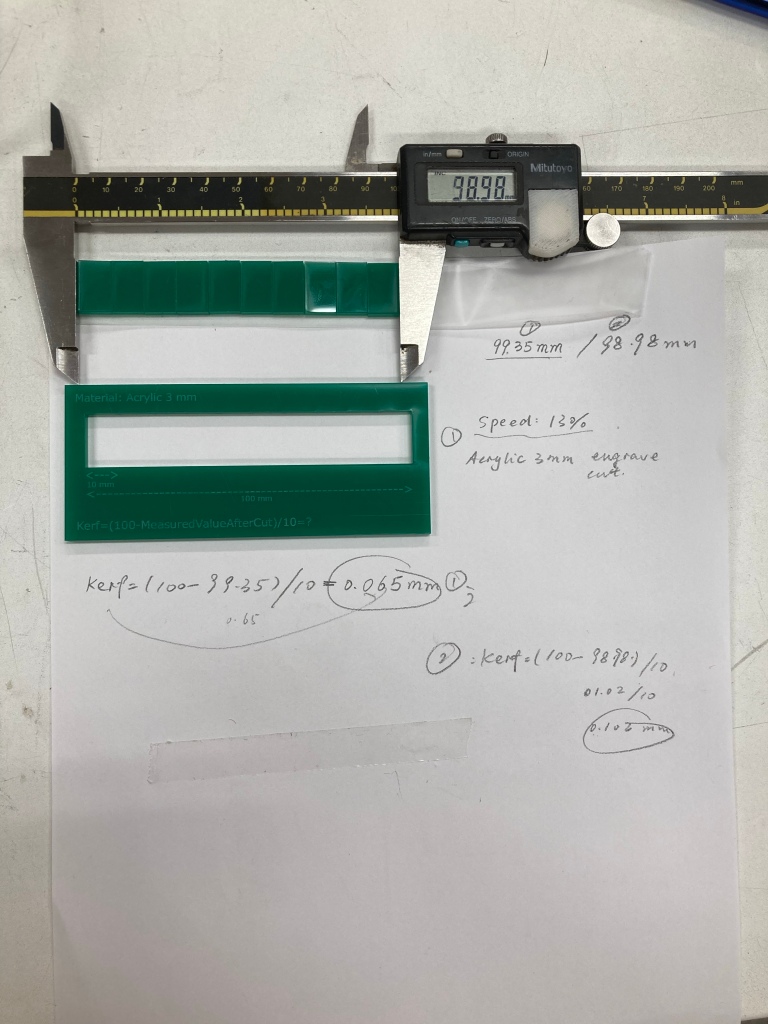 in/mm ORIGIN
Mitutoyo
INC
98.98
ON/OFF ZERO/ABS
0 10 20 30 40 50 60 70 80 90 10 60 170 180 190 200 mm
0 1 2 3 7 8 in
① ②
99.35 mm / 98.98 mm
Material: Acrylic 3 mm
① Speed: 13%
Acrylic 3mm engrave
cut.
<--->
10 mm
100 mm
Kerf=(100-MeasuredValueAfterCut)/10=?
Kerf=(100-99.35)/10=0.065mm ①
0.65
②: Kerf=(100-98.98)/10
01.02/10
0.102 mm